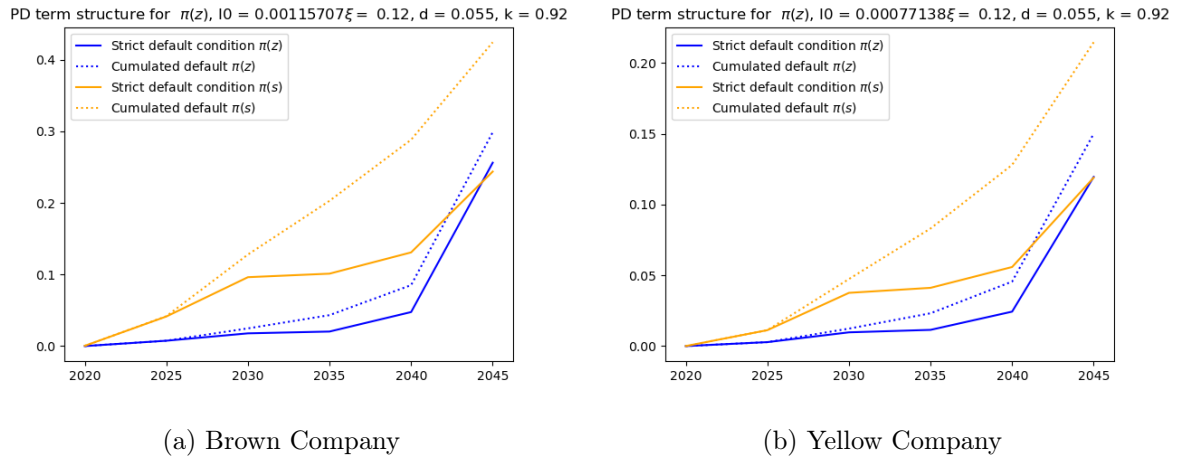 PD term structure for π(z), l0 = 0.00115707ξ = 0.12, d = 0.055, k = 0.92
Strict default condition π(z)
Cumulated default π(z)
Strict default condition π(s)
Cumulated default π(s)
0.4
0.3
0.2
0.1
0.0
2020 2025 2030 2035 2040 2045
(a) Brown Company
PD term structure for π(z), l0 = 0.00077138ξ = 0.12, d = 0.055, k = 0.92
Strict default condition π(z)
Cumulated default π(z)
Strict default condition π(s)
Cumulated default π(s)
0.20
0.15
0.10
0.05
0.00
2020 2025 2030 2035 2040 2045
(b) Yellow Company